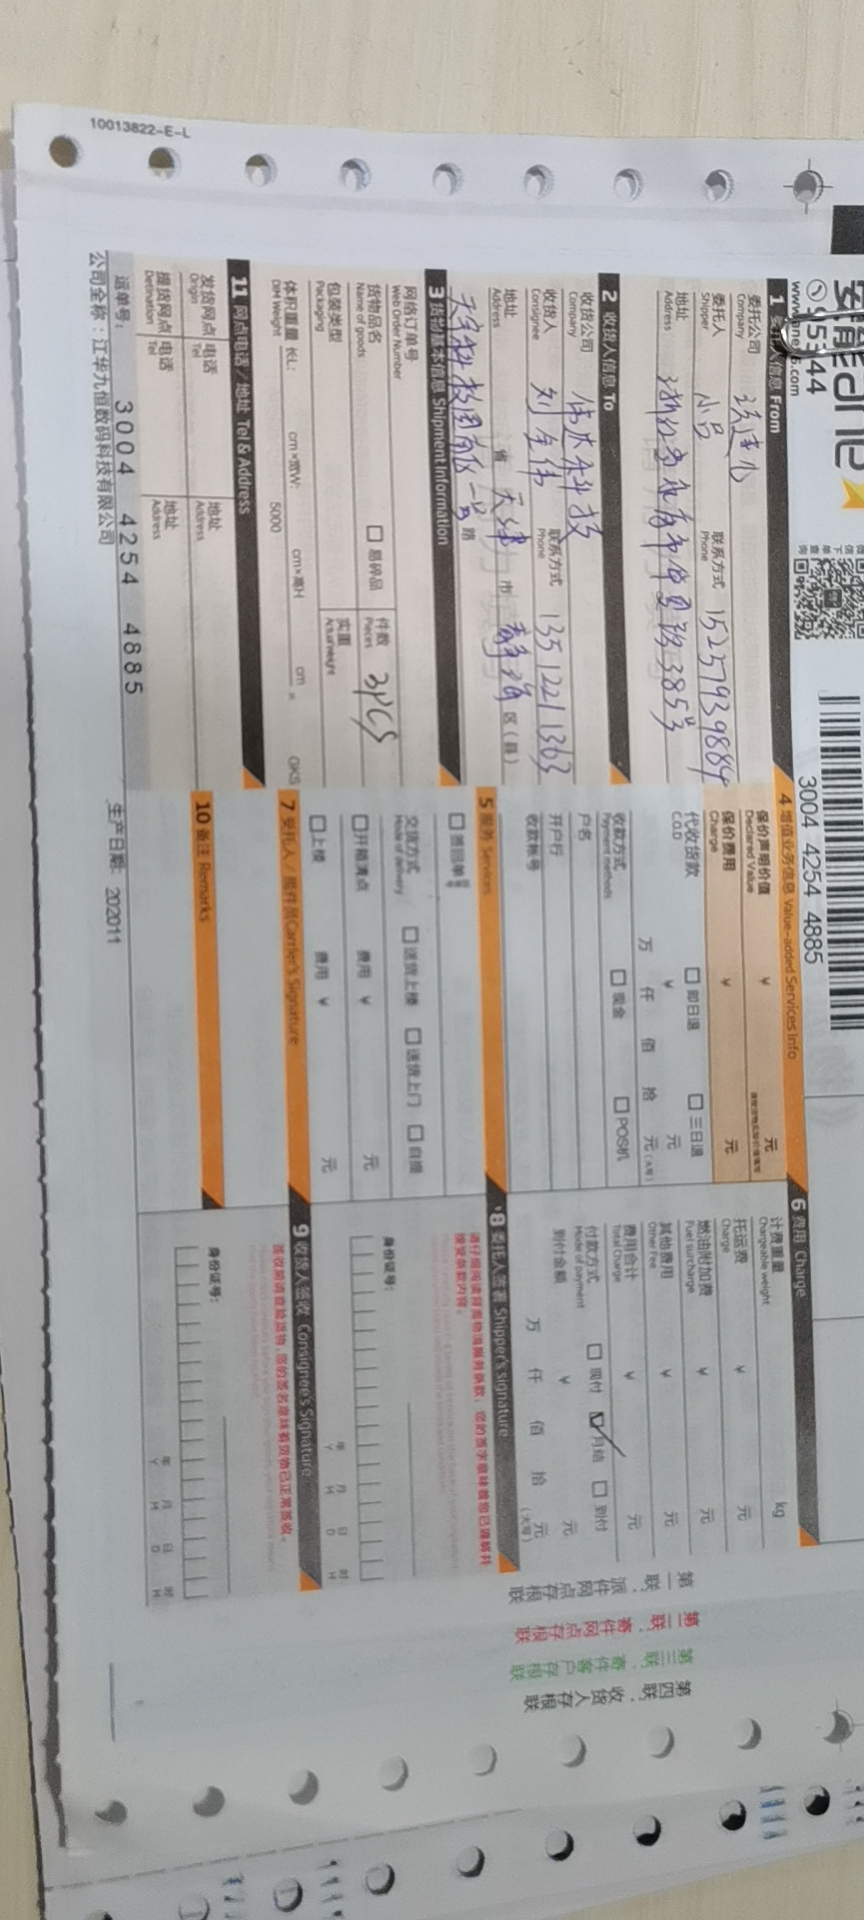 安能ane
95344
www.ane56.com
微信下单查询
3004 4254 4885
1 委托人信息 From
委托公司
Company
委托人 小吕 联系方式 15257939884
Shipper Phone
地址 浙江省永康市华夏路385号
Address
2 收货人信息 To
收货公司 伟达科技
Company
收货人 刘全伟 联系方式 13512211363
Consignee Phone
地址 省 天津 市 静海 区(县)
Address
天宇科技园南区一号 路
3 货物基本信息 Shipment Information
网络订单号
Web Order Number
货物品名 易碎品 件数 3PCS
Name of goods Pieces
包装类型 实重
Packaging Actual Weight
体积重量 长L: cm×宽W: cm×高H cm = GKS
DIM Weight 5000
11 网点电话/地址 Tel & Address
发货网点 电话 地址
Origin Tel Address
提货网点 电话 地址
Detination Tel Address
运单号: 3004 4254 4885
公司全称:江华九恒数码科技有限公司
4 增值业务信息 Value-added Services Info
保价声明价值 ¥ 元
Declared Value
保价费用 ¥ 元
Charge
代收货款 即日退 三日退
C.O.D ¥ 元
万 仟 佰 拾 元(大写)
收款方式 现金 POS机
Payment methods
户名
开户行
收款帐号
5 服务 Services
签回单
交货方式 送货上楼 送货上门 自提
Mode of delivery
开箱清点 费用 ¥ 元
上楼 费用 ¥ 元
7 受托人/揽件员Carrier's Signature
10 备注 Remarks
生产日期: 202011
6 费用 Charge
计费重量 kg
Chargeable weight
托运费 ¥ 元
Charge
燃油附加费 ¥ 元
Fuel surcharge
其他费用 ¥ 元
Other Fee
费用合计 ¥ 元
Total Charge
付款方式 现付 月结 到付
Mode of payment
到付金额 ¥ 元
万 仟 佰 拾 元
(大写)
8 委托人签署 Shipper's signature
请仔细阅读背面物流服务条款,您的签字意味着您已理解并
接受条款内容。
身份证号:
年 月 日 时
Y M D H
9 收货人签收 Consignee's Signature
签收前请查验货物,您的签名意味着货物已正常签收。
身份证号:
年 月 日 时
Y M D H
第一联:派件网点存根联
第二联:寄件网点存根联
第三联:寄件客户存根联
第四联:收货人存根联
10013822-E-L